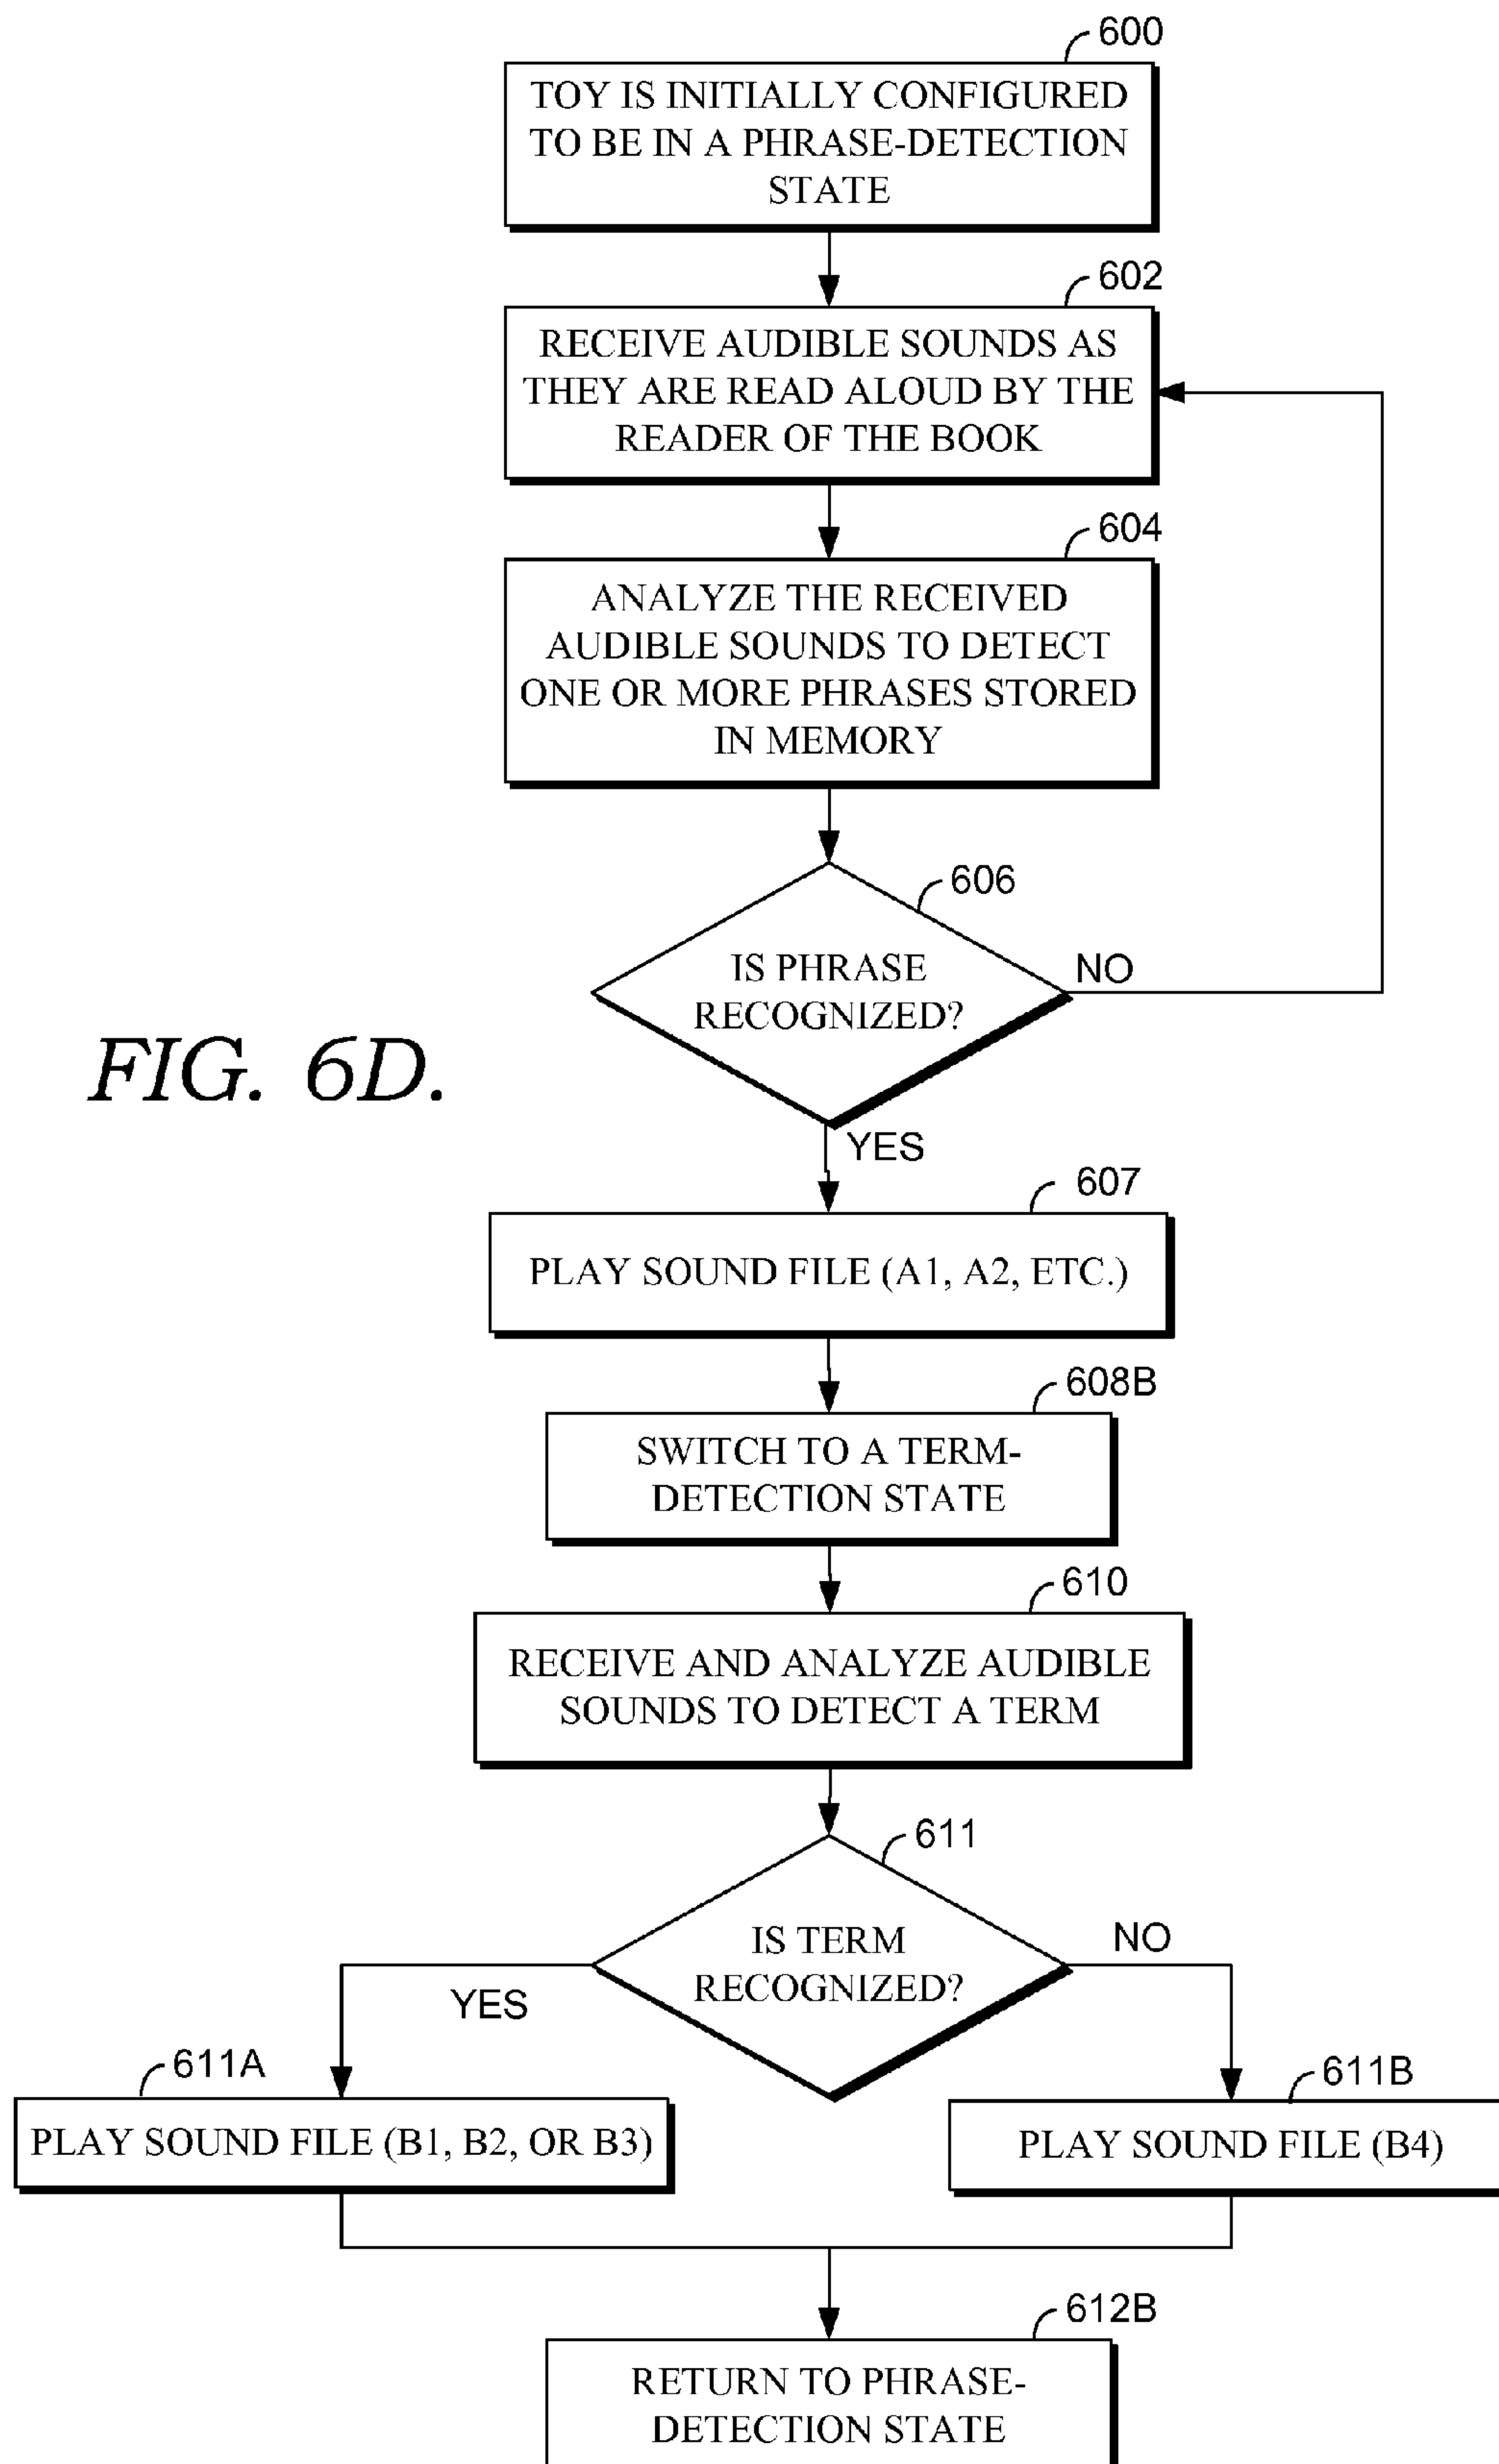 600
TOY IS INITIALLY CONFIGURED
TO BE IN A PHRASE-DETECTION
STATE
602
RECEIVE AUDIBLE SOUNDS AS
THEY ARE READ ALOUD BY THE
READER OF THE BOOK
604
ANALYZE THE RECEIVED
AUDIBLE SOUNDS TO DETECT
ONE OR MORE PHRASES STORED
IN MEMORY
606
IS PHRASE
RECOGNIZED?
NO
FIG. 6D.
YES
607
PLAY SOUND FILE (A1, A2, ETC.)
608B
SWITCH TO A TERM-
DETECTION STATE
610
RECEIVE AND ANALYZE AUDIBLE
SOUNDS TO DETECT A TERM
611
IS TERM
RECOGNIZED?
NO
YES
611A
PLAY SOUND FILE (B1, B2, OR B3)
611B
PLAY SOUND FILE (B4)
612B
RETURN TO PHRASE-
DETECTION STATE